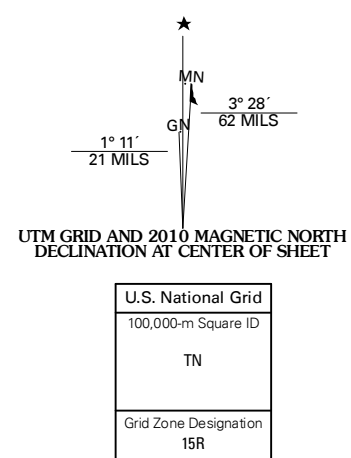 ★
MN
3° 28´
62 MILS
GN
1° 11´
21 MILS
UTM GRID AND 2010 MAGNETIC NORTH
DECLINATION AT CENTER OF SHEET
U.S. National Grid
100,000-m Square ID
TN
Grid Zone Designation
15R